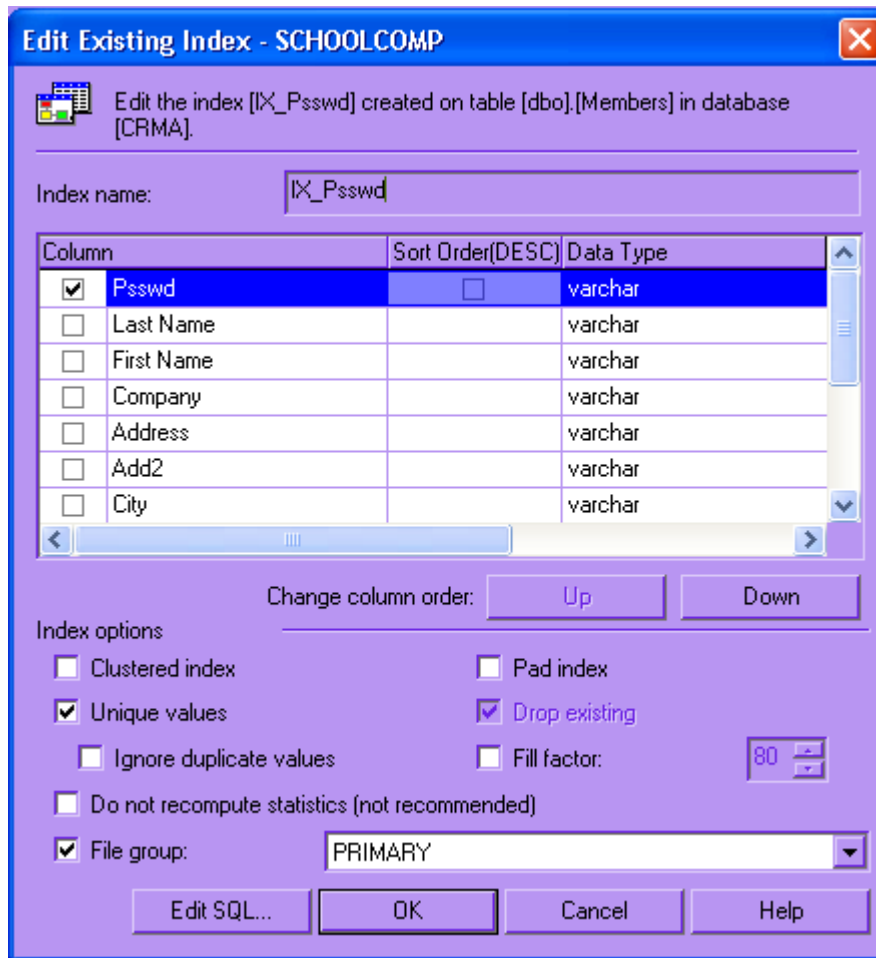 Edit Existing Index - SCHOOLCOMP
Edit the index [IX_Psswd] created on table [dbo].[Members] in database
[CRMA].
Index name: IX_Psswd
Column Sort Order(DESC) Data Type
Psswd varchar
Last Name varchar
First Name varchar
Company varchar
Address varchar
Add2 varchar
City varchar
Change column order: Up Down
Index options
Clustered index Pad index
Unique values Drop existing
Ignore duplicate values Fill factor: 80
Do not recompute statistics (not recommended)
File group: PRIMARY
Edit SQL... OK Cancel Help